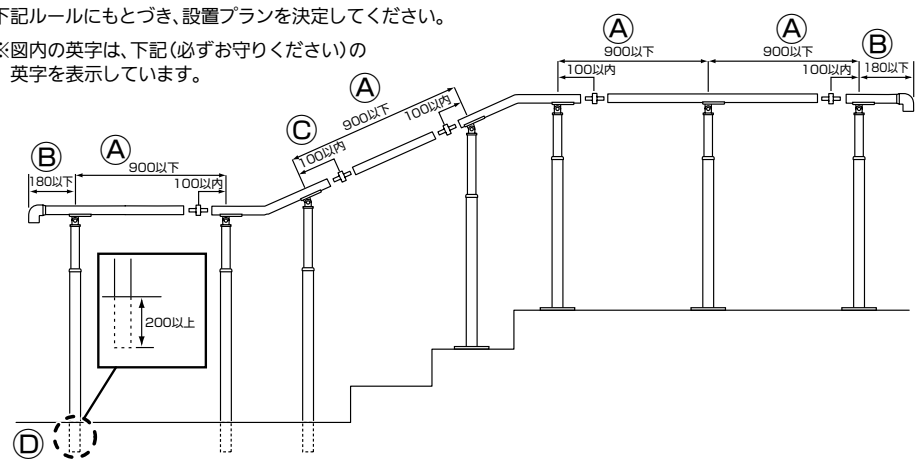 下記ルールにもとづき、設置プランを決定してください。
※図内の英字は、下記(必ずお守りください)の
英字を表示しています。
Ⓐ
900以下
100以内
Ⓐ
900以下
100以内
Ⓑ
180以下
Ⓐ
900以下
100以内
Ⓒ
100以内
Ⓑ
180以下
Ⓐ
900以下
100以内
200以上
Ⓓ